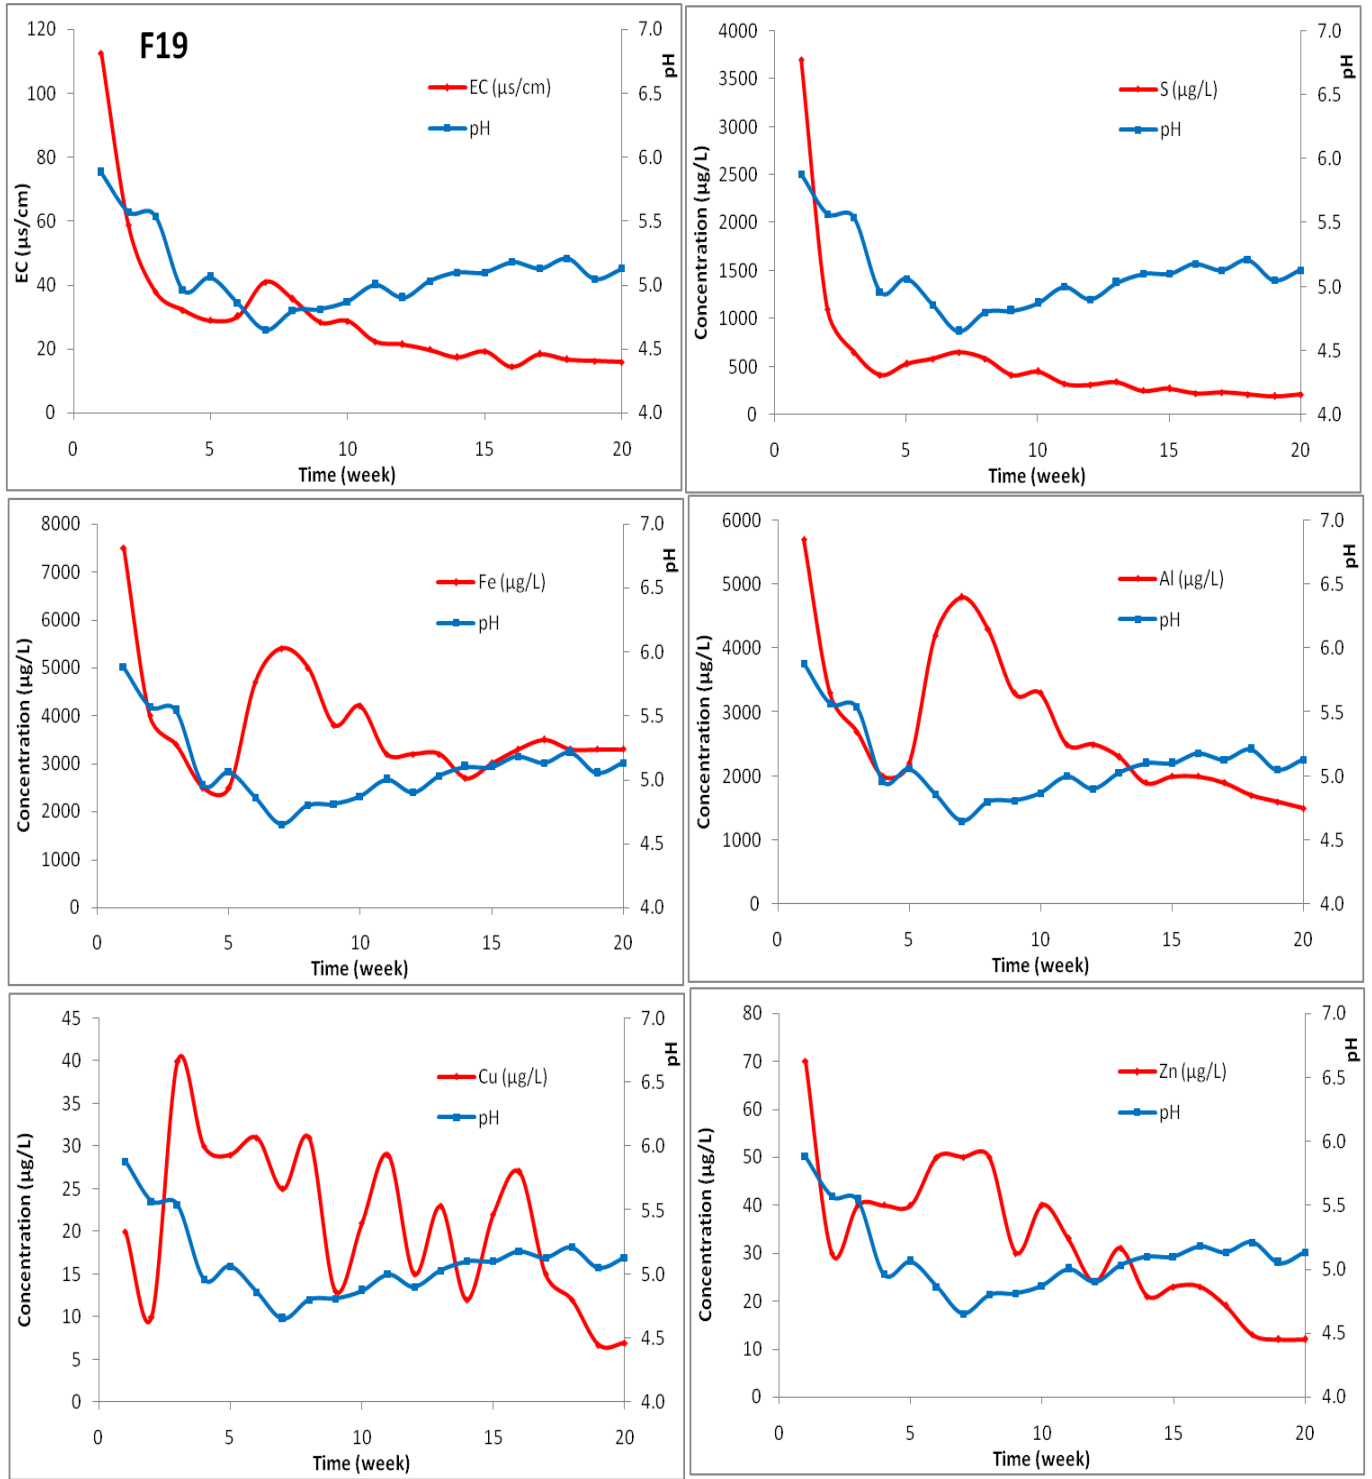 F19
EC (µs/cm)
pH
120
100
80
60
40
20
0
7.0
6.5
6.0
5.5
5.0
4.5
4.0
pH
EC (µs/cm)
0 5 10 15 20
Time (week)
S (µg/L)
pH
4000
3500
3000
2500
2000
1500
1000
500
0
7.0
6.5
6.0
5.5
5.0
4.5
4.0
pH
Concentration (µg/L)
0 5 10 15 20
Time (week)
Fe (µg/L)
pH
8000
7000
6000
5000
4000
3000
2000
1000
0
7.0
6.5
6.0
5.5
5.0
4.5
4.0
pH
Concentration (µg/L)
0 5 10 15 20
Time (week)
Al (µg/L)
pH
6000
5000
4000
3000
2000
1000
0
7.0
6.5
6.0
5.5
5.0
4.5
4.0
pH
Concentration (µg/L)
0 5 10 15 20
Time (week)
Cu (µg/L)
pH
45
40
35
30
25
20
15
10
5
0
7.0
6.5
6.0
5.5
5.0
4.5
4.0
pH
Concentration (µg/L)
0 5 10 15 20
Time (week)
Zn (µg/L)
pH
80
70
60
50
40
30
20
10
0
7.0
6.5
6.0
5.5
5.0
4.5
4.0
pH
Concentration (µg/L)
0 5 10 15 20
Time (week)